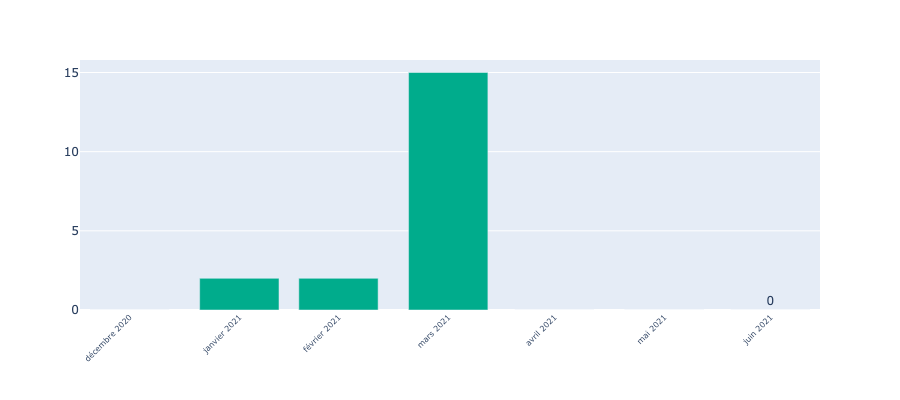 15
10
5
0
0
décembre 2020
janvier 2021
février 2021
mars 2021
avril 2021
mai 2021
juin 2021